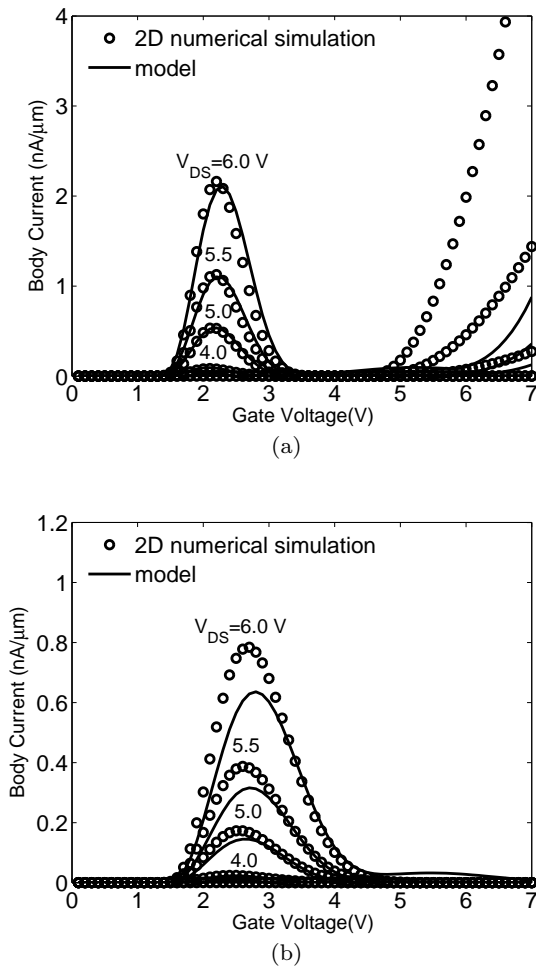 4
3
2
1
0
0 1 2 3 4 5 6 7
Body Current (nA/μm)
Gate Voltage(V)
2D numerical simulation
model
V_DS=6.0 V
5.5
5.0
4.0
(a)
1.2
1
0.8
0.6
0.4
0.2
0
0 1 2 3 4 5 6 7
Body Current (nA/μm)
Gate Voltage(V)
2D numerical simulation
model
V_DS=6.0 V
5.5
5.0
4.0
(b)